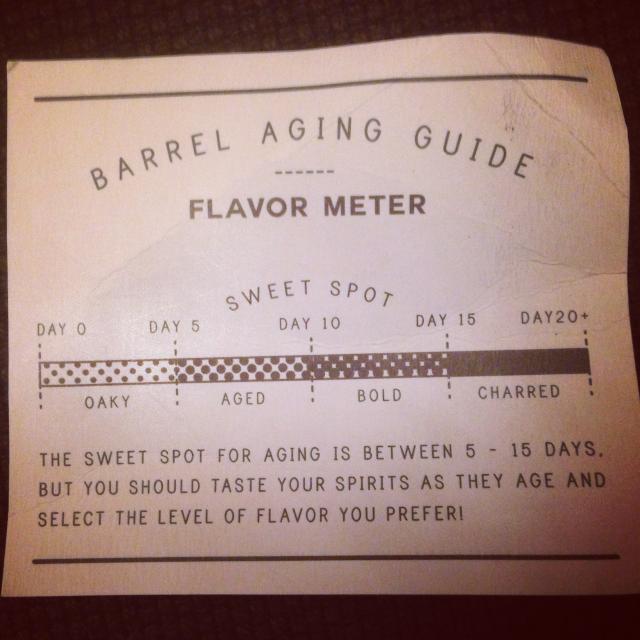 BARREL AGING GUIDE
------
FLAVOR METER
SWEET SPOT
DAY 0 DAY 5 DAY 10 DAY 15 DAY20+
OAKY AGED BOLD CHARRED
THE SWEET SPOT FOR AGING IS BETWEEN 5 - 15 DAYS,
BUT YOU SHOULD TASTE YOUR SPIRITS AS THEY AGE AND
SELECT THE LEVEL OF FLAVOR YOU PREFER!